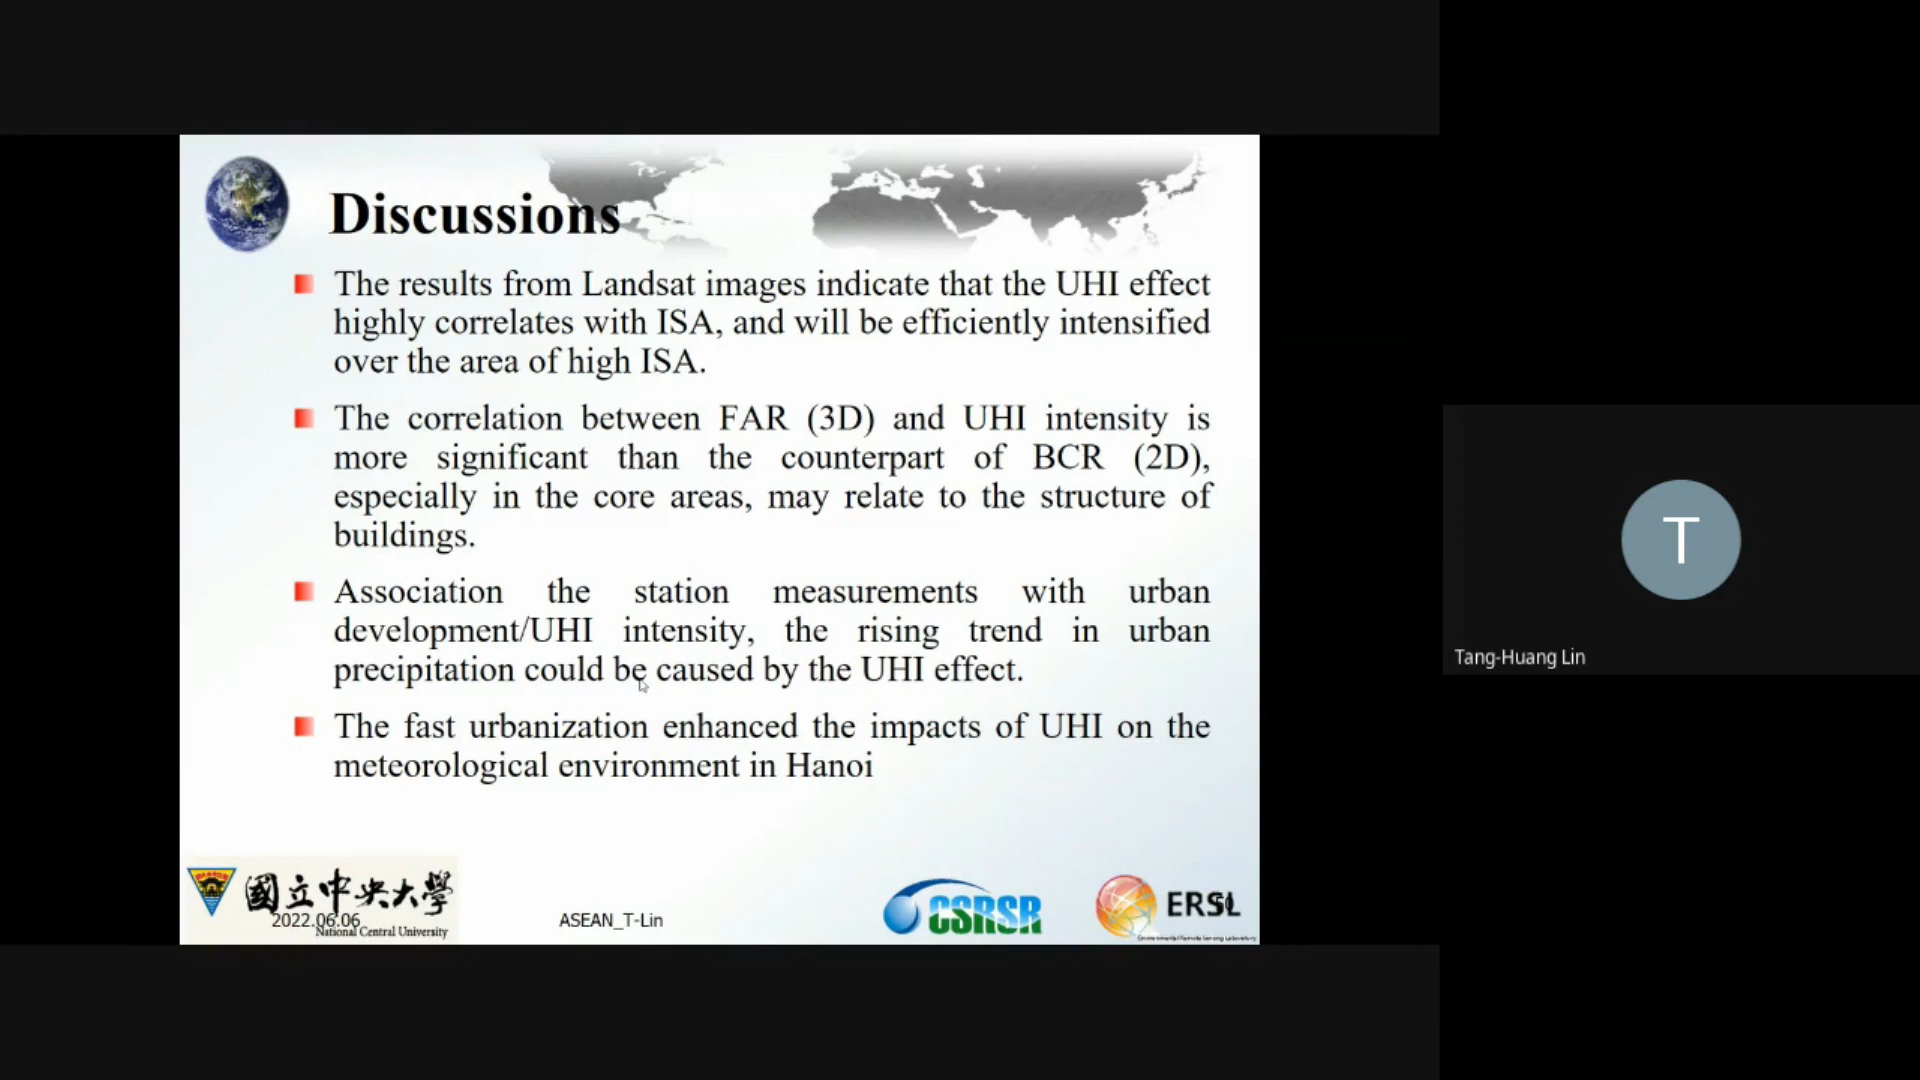 Discussions
The results from Landsat images indicate that the UHI effect
highly correlates with ISA, and will be efficiently intensified
over the area of high ISA.
The correlation between FAR (3D) and UHI intensity is
more significant than the counterpart of BCR (2D),
especially in the core areas, may relate to the structure of
buildings.
Association the station measurements with urban
development/UHI intensity, the rising trend in urban
precipitation could be caused by the UHI effect.
The fast urbanization enhanced the impacts of UHI on the
meteorological environment in Hanoi
國立中央大學
2022.06.06
National Central University
ASEAN_T-Lin
CSRSR
ERSL
Environmental Remote Sensing Laboratory
T
Tang-Huang Lin